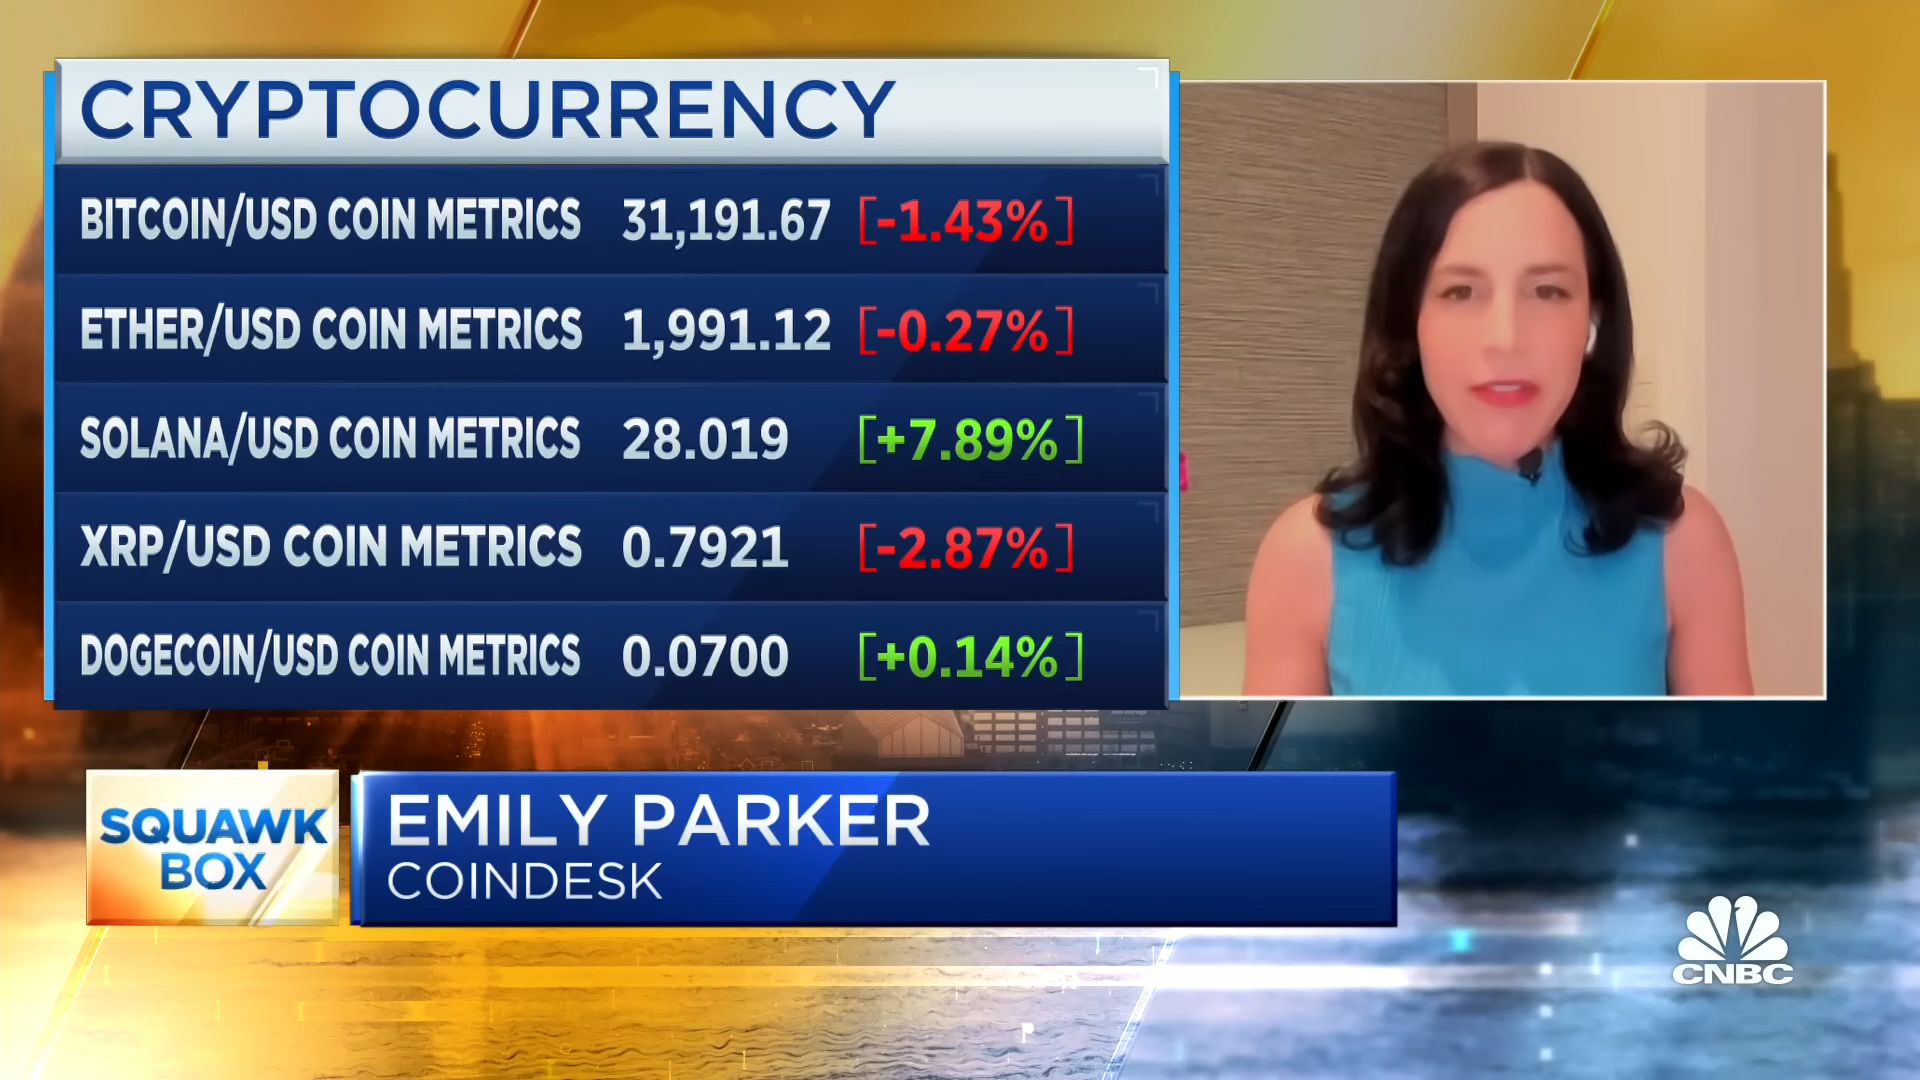 CRYPTOCURRENCY
BITCOIN/USD COIN METRICS 31,191.67 [-1.43%]
ETHER/USD COIN METRICS 1,991.12 [-0.27%]
SOLANA/USD COIN METRICS 28.019 [+7.89%]
XRP/USD COIN METRICS 0.7921 [-2.87%]
DOGECOIN/USD COIN METRICS 0.0700 [+0.14%]
SQUAWK
BOX
EMILY PARKER
COINDESK
CNBC